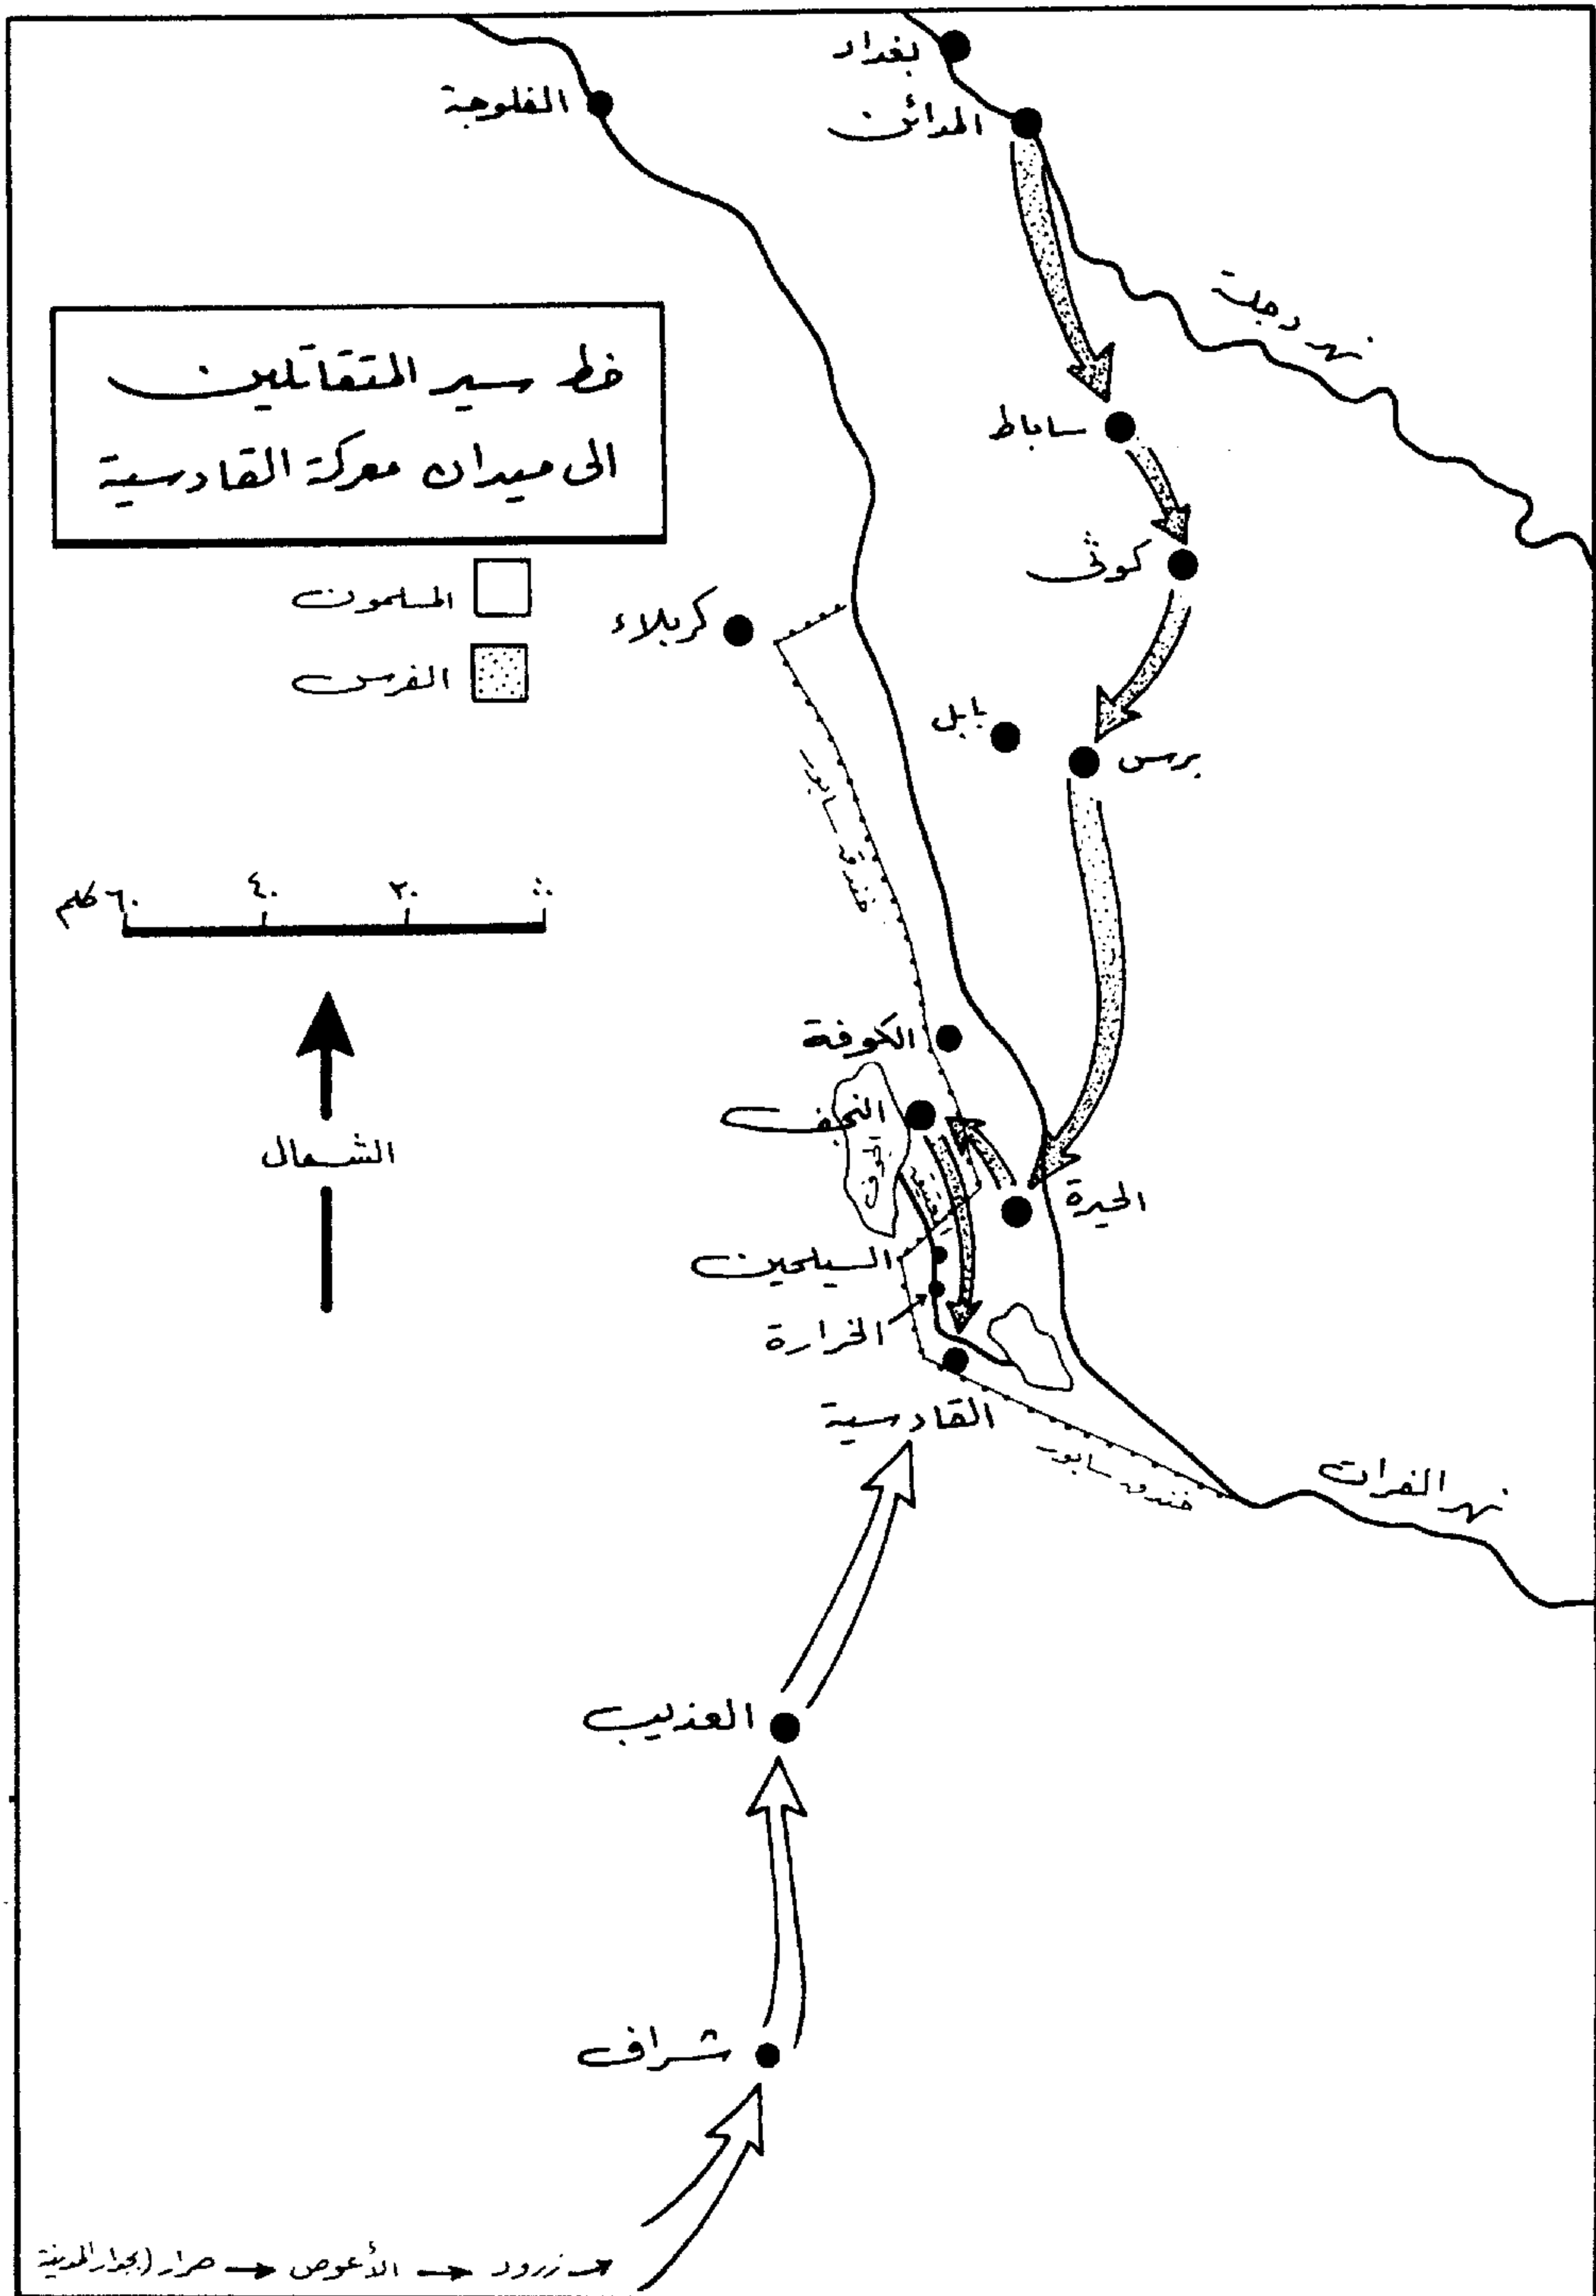 بغداد
الفلوجة
المدائن
نهر دجلة
خط سير المتقاتلين
الى ميدان معركة القادسية
ساباط
كوثى
المسلمون
كربلاء
الفرس
بابل
برس
خندق سابور
٦٠ كلم ٤٠ ٢٠
الكوفة
النجف
الشمال
الحيرة
السيلحين
الخرارة
القادسية
خندق سابور
نهر الفرات
العذيب
شراف
صرار (بجوار المدينة → الأعوص → زرود →